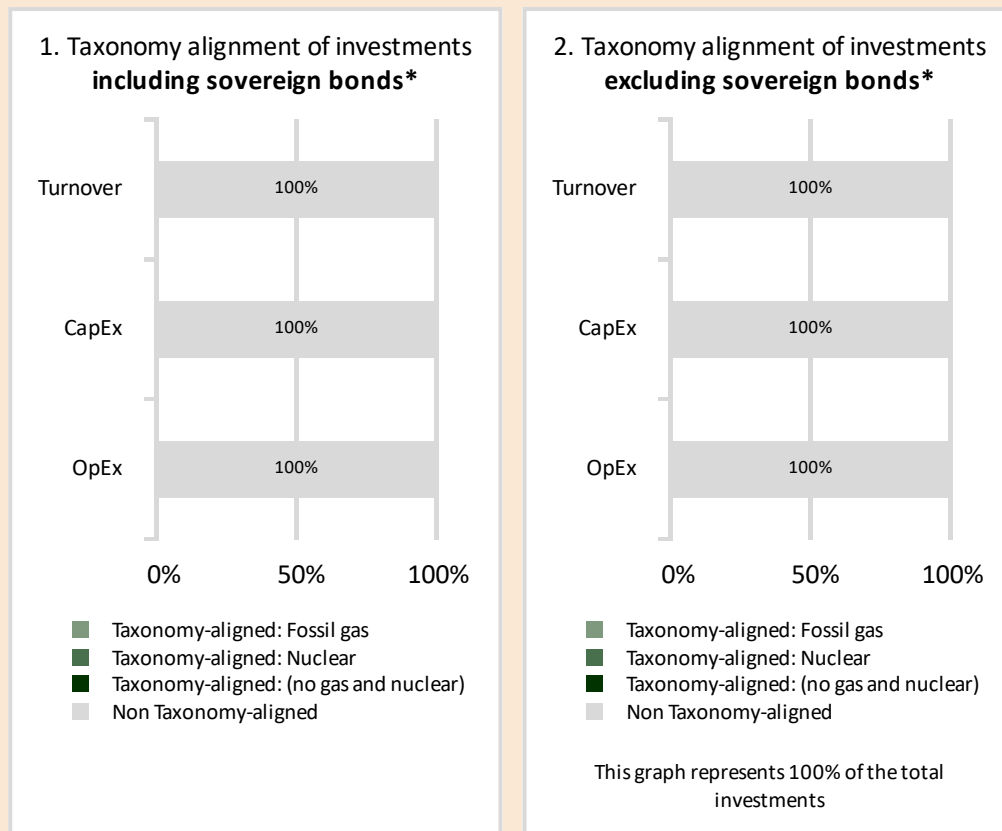 1. Taxonomy alignment of investments
including sovereign bonds*
Turnover
100%
CapEx
100%
OpEx
100%
0% 50% 100%
Taxonomy-aligned: Fossil gas
Taxonomy-aligned: Nuclear
Taxonomy-aligned: (no gas and nuclear)
Non Taxonomy-aligned
2. Taxonomy alignment of investments
excluding sovereign bonds*
Turnover
100%
CapEx
100%
OpEx
100%
0% 50% 100%
Taxonomy-aligned: Fossil gas
Taxonomy-aligned: Nuclear
Taxonomy-aligned: (no gas and nuclear)
Non Taxonomy-aligned
This graph represents 100% of the total
investments